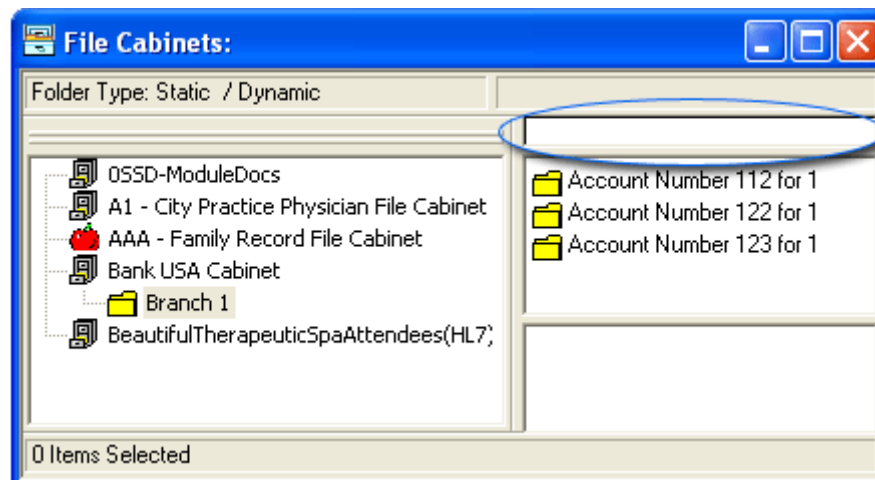 File Cabinets:
Folder Type: Static / Dynamic
0SSD-ModuleDocs
A1 - City Practice Physician File Cabinet
AAA - Family Record File Cabinet
Bank USA Cabinet
Branch 1
BeautifulTherapeuticSpaAttendees(HL7)
Account Number 112 for 1
Account Number 122 for 1
Account Number 123 for 1
0 Items Selected